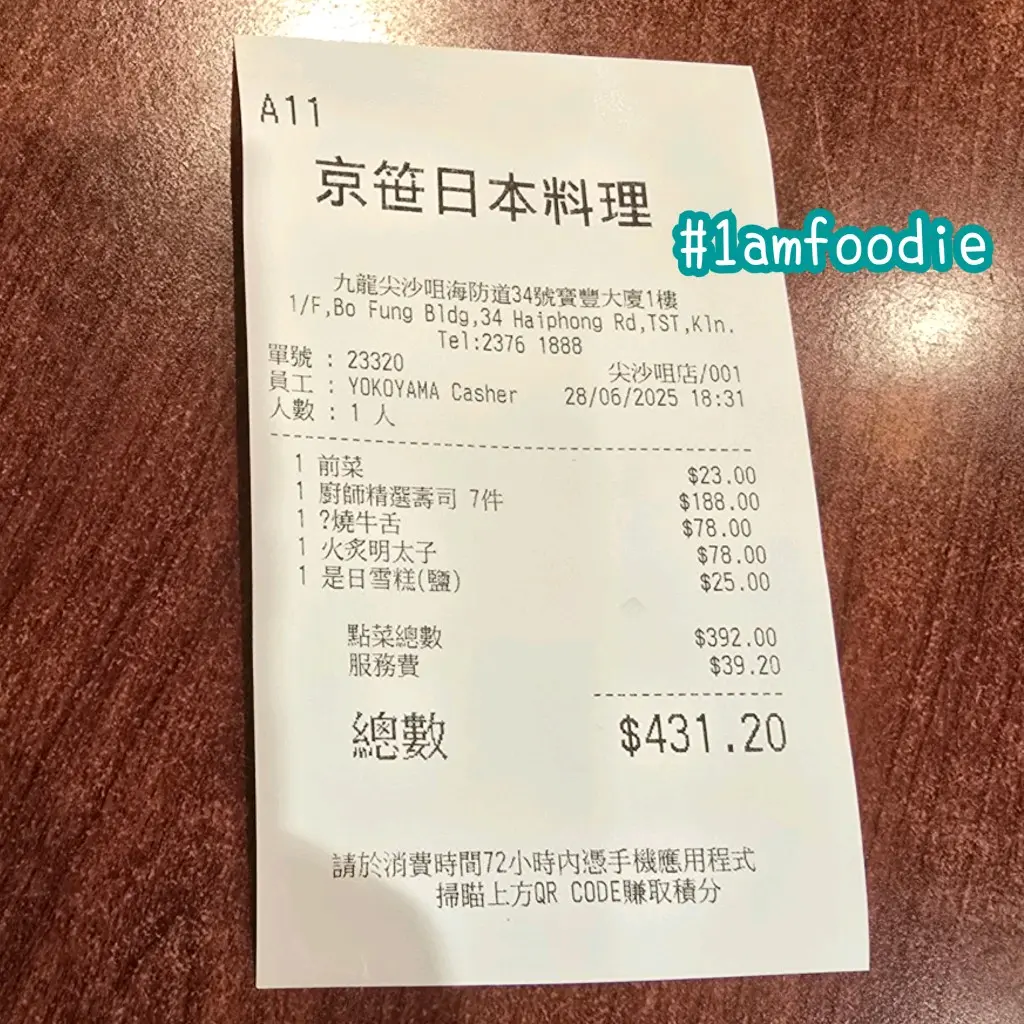 A11
京笹日本料理
#1amfoodie
九龍尖沙咀海防道34號寶豐大廈1樓
1/F,Bo Fung Bldg,34 Haiphong Rd,TST,Kln.
Tel:2376 1888
單號 : 23320 尖沙咀店/001
員工 : YOKOYAMA Casher 28/06/2025 18:31
人數 : 1 人
1 前菜 $23.00
1 廚師精選壽司 7件 $188.00
1 ?燒牛舌 $78.00
1 火炙明太子 $78.00
1 是日雪糕(鹽) $25.00
點菜總數 $392.00
服務費 $39.20
總數 $431.20
請於消費時間72小時內憑手機應用程式
掃瞄上方QR CODE賺取積分